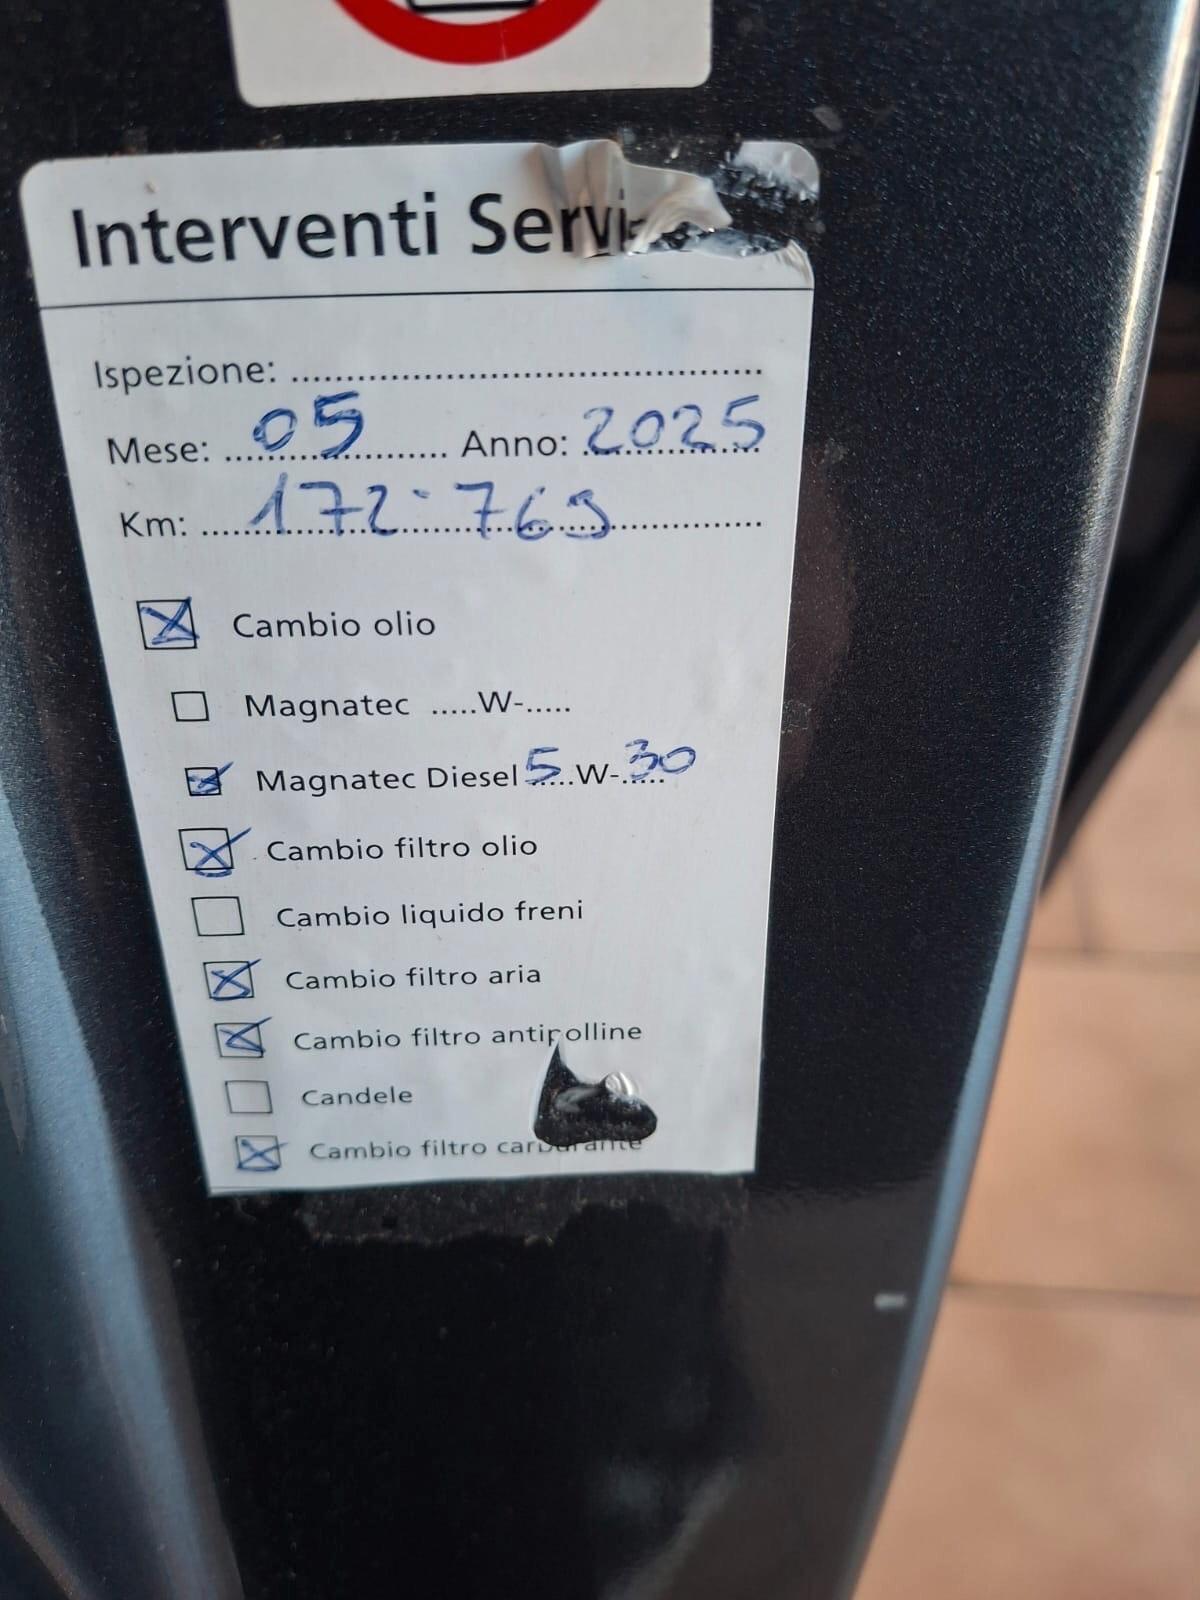 Interventi Servi
Ispezione: ..........................................
Mese: 05 Anno: 2025
Km: 172.769
Cambio olio
Magnatec .....W-.....
Magnatec Diesel 5 W-30
Cambio filtro olio
Cambio liquido freni
Cambio filtro aria
Cambio filtro antipolline
Candele
Cambio filtro carburante